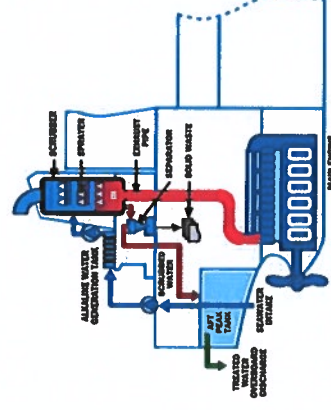 SCRUBBER
SPRAYER
EXHAUST
PIPE
SEPARATOR
SOLID WASTE
ALKALINE WATER
GENERATION TANK
SCRUBBED
WATER
AFT
PEAK
TANK
SEAWATER
INTAKE
TREATED
WATER
OVERBOARD
DISCHARGE